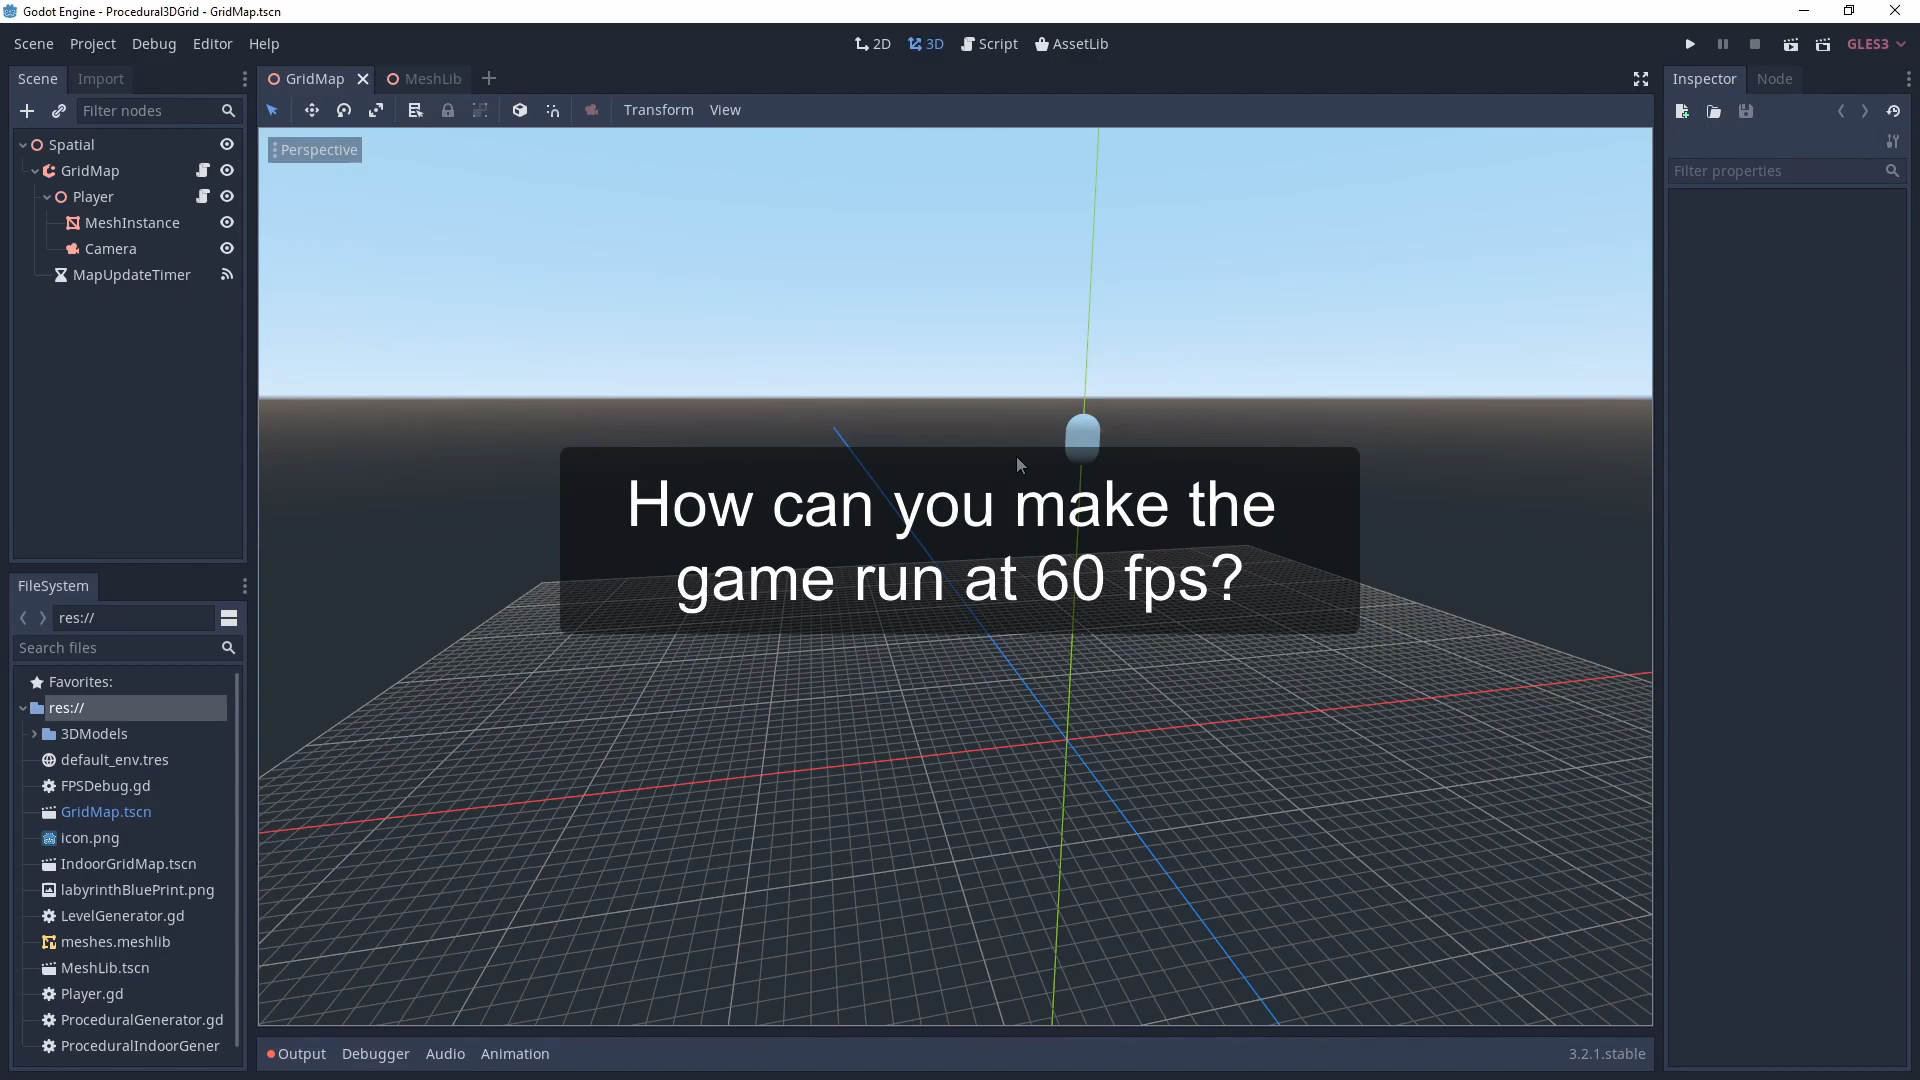 Godot Engine - Procedural3DGrid - GridMap.tscn
Scene Project Debug Editor Help
2D 3D Script AssetLib
GLES3
Scene Import
GridMap MeshLib
Inspector Node
Filter nodes
Transform View
Perspective
Filter properties
Spatial
GridMap
Player
MeshInstance
Camera
MapUpdateTimer
How can you make the
game run at 60 fps?
FileSystem
res://
Search files
Favorites:
res://
3DModels
default_env.tres
FPSDebug.gd
GridMap.tscn
icon.png
IndoorGridMap.tscn
labyrinthBluePrint.png
LevelGenerator.gd
meshes.meshlib
MeshLib.tscn
Player.gd
ProceduralGenerator.gd
ProceduralIndoorGener
Output Debugger Audio Animation
3.2.1.stable